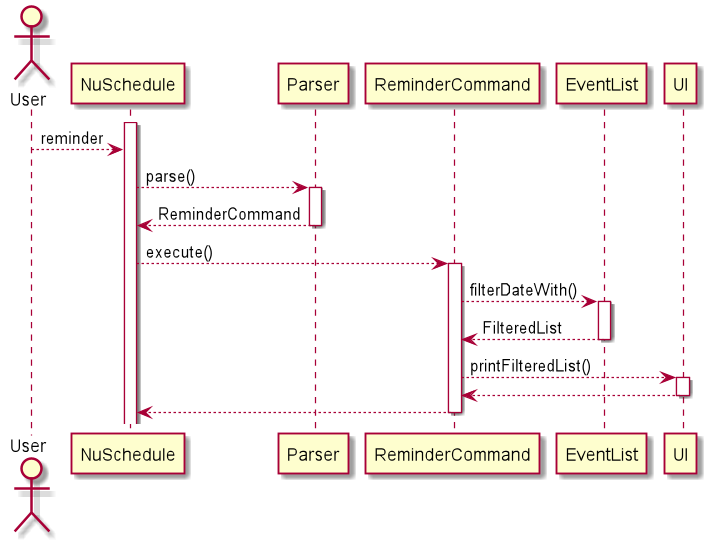 User
NuSchedule
Parser
ReminderCommand
EventList
UI
reminder
parse()
ReminderCommand
execute()
filterDateWith()
FilteredList
printFilteredList()
User
NuSchedule
Parser
ReminderCommand
EventList
UI